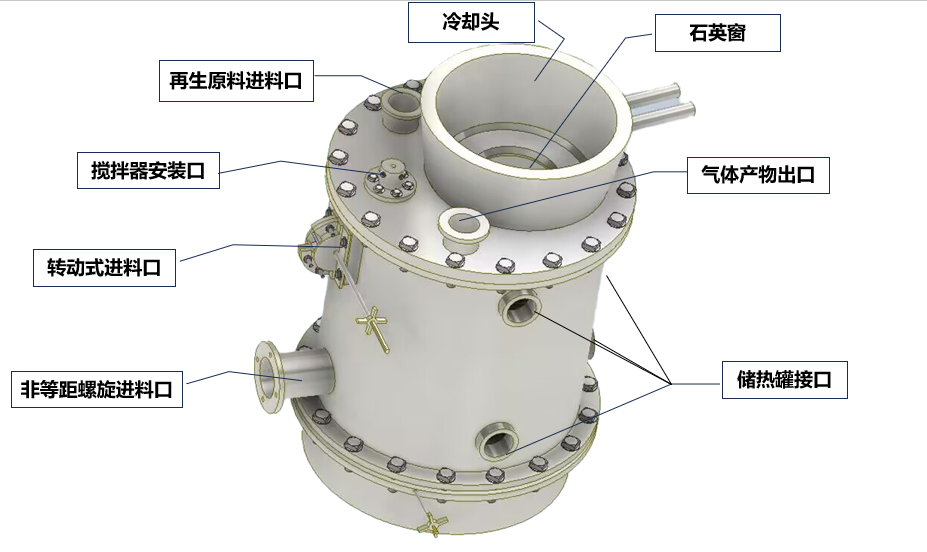 冷却头
石英窗
再生原料进料口
搅拌器安装口
气体产物出口
转动式进料口
非等距螺旋进料口
储热罐接口